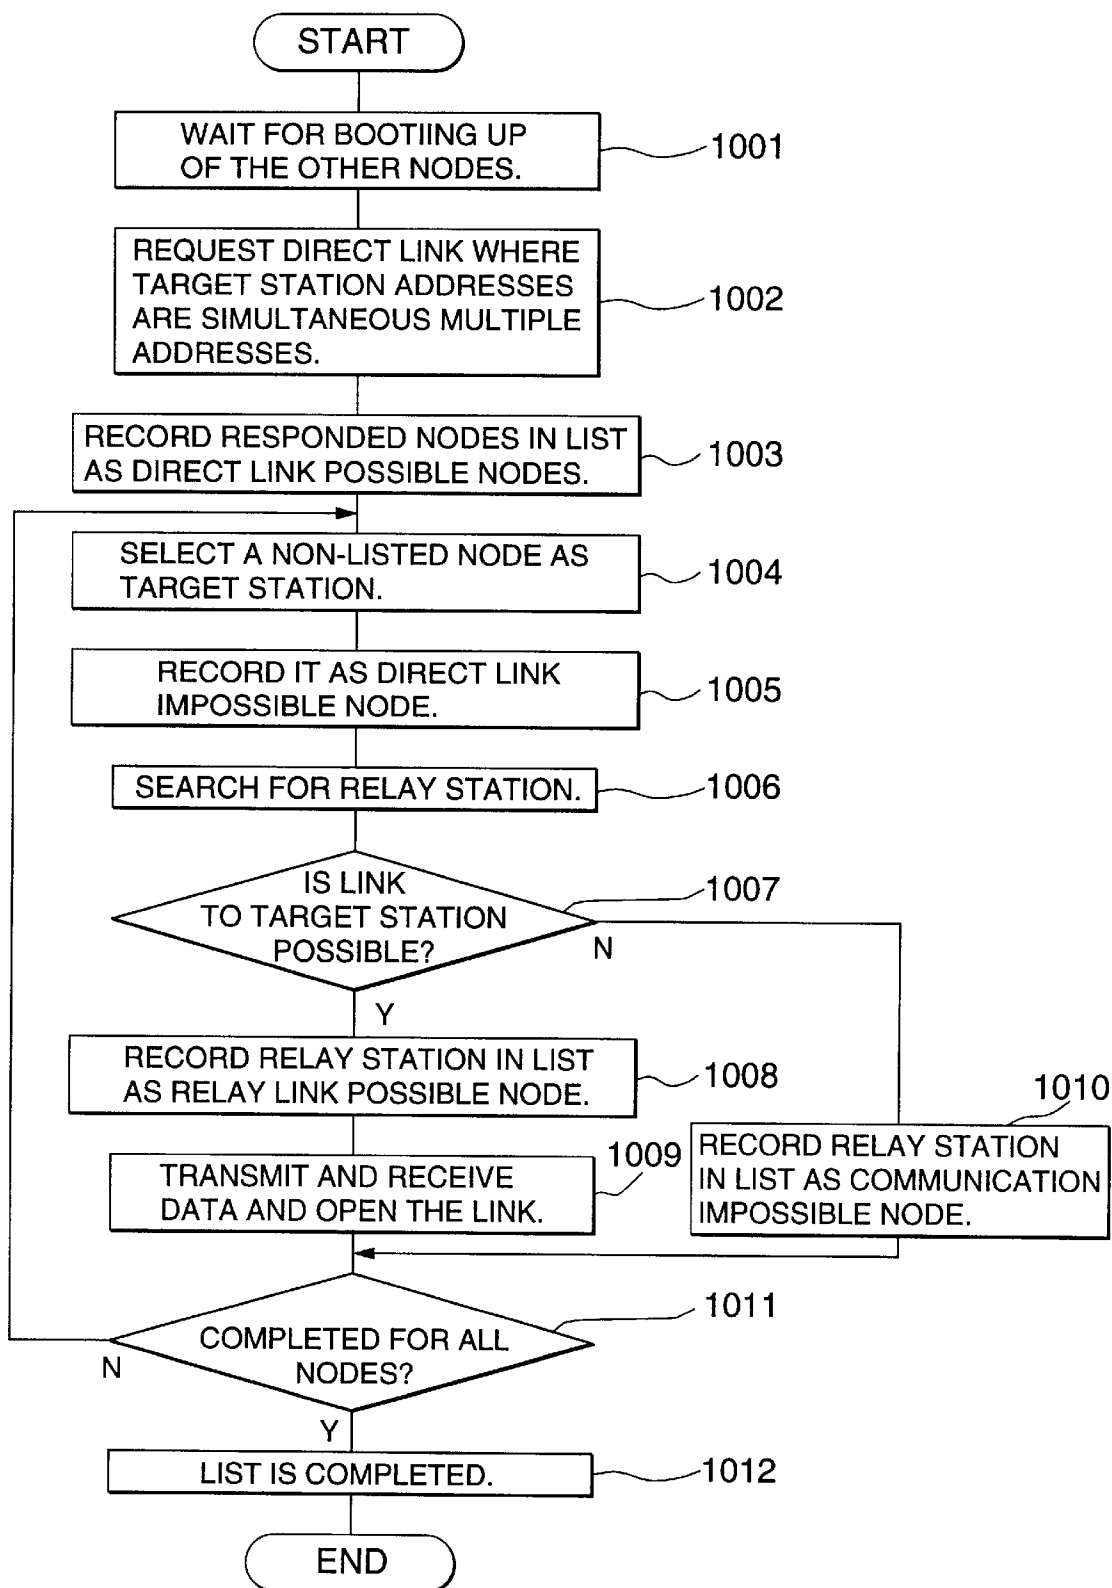 START
WAIT FOR BOOTIING UP
OF THE OTHER NODES.
1001
REQUEST DIRECT LINK WHERE
TARGET STATION ADDRESSES
ARE SIMULTANEOUS MULTIPLE
ADDRESSES.
1002
RECORD RESPONDED NODES IN LIST
AS DIRECT LINK POSSIBLE NODES.
1003
SELECT A NON-LISTED NODE AS
TARGET STATION.
1004
RECORD IT AS DIRECT LINK
IMPOSSIBLE NODE.
1005
SEARCH FOR RELAY STATION.
1006
IS LINK
TO TARGET STATION
POSSIBLE?
1007
N
Y
RECORD RELAY STATION IN LIST
AS RELAY LINK POSSIBLE NODE.
1008
TRANSMIT AND RECEIVE
DATA AND OPEN THE LINK.
1009
1010
RECORD RELAY STATION
IN LIST AS COMMUNICATION
IMPOSSIBLE NODE.
COMPLETED FOR ALL
NODES?
1011
N
Y
LIST IS COMPLETED.
1012
END